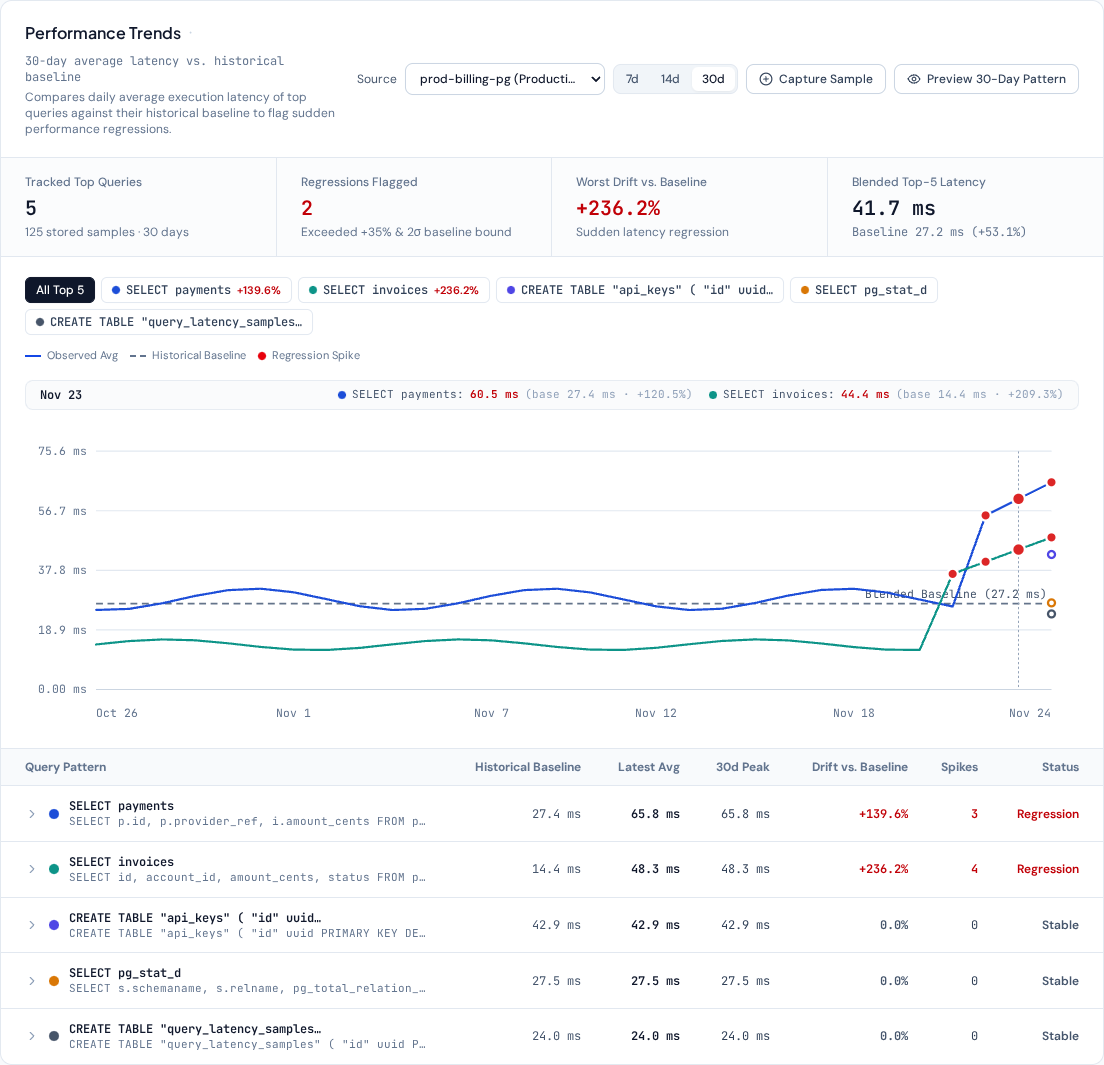 Performance Trends
30-day average latency vs. historical
baseline
Compares daily average execution latency of top
queries against their historical baseline to flag sudden
performance regressions.
Source prod-billing-pg (Producti... 7d 14d 30d Capture Sample Preview 30-Day Pattern
Tracked Top Queries
5
125 stored samples · 30 days
Regressions Flagged
2
Exceeded +35% & 2σ baseline bound
Worst Drift vs. Baseline
+236.2%
Sudden latency regression
Blended Top-5 Latency
41.7 ms
Baseline 27.2 ms (+53.1%)
All Top 5 SELECT payments +139.6% SELECT invoices +236.2% CREATE TABLE "api_keys" ( "id" uuid… SELECT pg_stat_d
CREATE TABLE "query_latency_samples…
Observed Avg Historical Baseline Regression Spike
Nov 23 SELECT payments: 60.5 ms (base 27.4 ms · +120.5%) SELECT invoices: 44.4 ms (base 14.4 ms · +209.3%)
75.6 ms
56.7 ms
37.8 ms
Blended Baseline (27.2 ms)
18.9 ms
0.00 ms
Oct 26 Nov 1 Nov 7 Nov 12 Nov 18 Nov 24
Query Pattern Historical Baseline Latest Avg 30d Peak Drift vs. Baseline Spikes Status
SELECT payments
SELECT p.id, p.provider_ref, i.amount_cents FROM p…
27.4 ms 65.8 ms 65.8 ms +139.6% 3 Regression
SELECT invoices
SELECT id, account_id, amount_cents, status FROM p…
14.4 ms 48.3 ms 48.3 ms +236.2% 4 Regression
CREATE TABLE "api_keys" ( "id" uuid…
CREATE TABLE "api_keys" ( "id" uuid PRIMARY KEY DE…
42.9 ms 42.9 ms 42.9 ms 0.0% 0 Stable
SELECT pg_stat_d
SELECT s.schemaname, s.relname, pg_total_relation_…
27.5 ms 27.5 ms 27.5 ms 0.0% 0 Stable
CREATE TABLE "query_latency_samples…
CREATE TABLE "query_latency_samples" ( "id" uuid P…
24.0 ms 24.0 ms 24.0 ms 0.0% 0 Stable